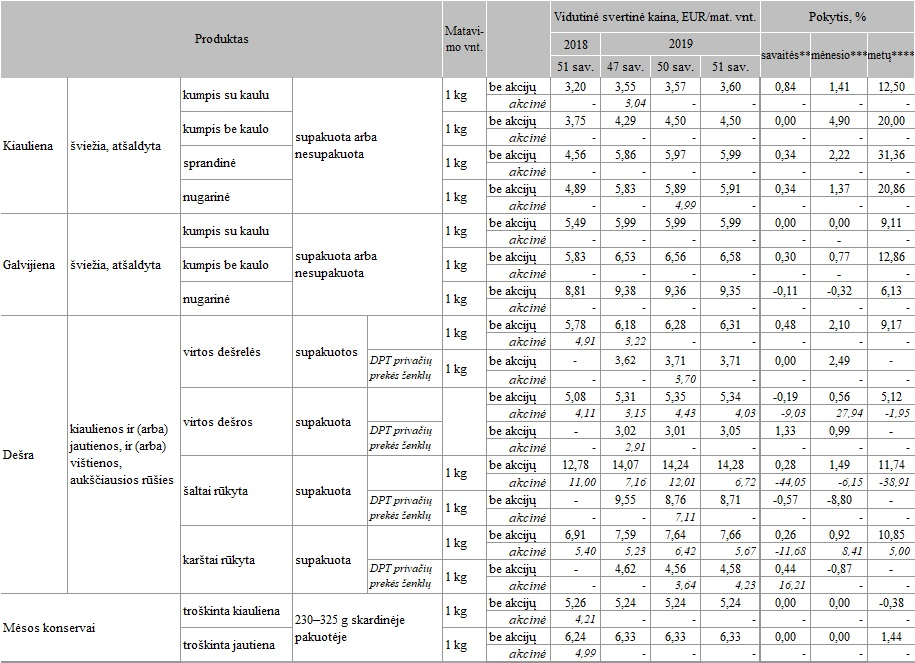 Produktas
Matavi-
mo vnt.
Vidutinė svertinė kaina, EUR/mat. vnt.
Pokytis, %
2018
2019
savaitės**
mėnesio***
metų****
51 sav.
47 sav.
50 sav.
51 sav.
Kiauliena
šviežia, atšaldyta
kumpis su kaulu
supakuota arba
nesupakuota
1 kg
be akcijų 3,20 3,55 3,57 3,60 0,84 1,41 12,50
akcinė - 3,04 - - - - -
kumpis be kaulo
1 kg
be akcijų 3,75 4,29 4,50 4,50 0,00 4,90 20,00
akcinė - - - - - - -
sprandinė
1 kg
be akcijų 4,56 5,86 5,97 5,99 0,34 2,22 31,36
akcinė - - - - - - -
nugarinė
1 kg
be akcijų 4,89 5,83 5,89 5,91 0,34 1,37 20,86
akcinė - - 4,99 - - - -
Galvijiena
šviežia, atšaldyta
kumpis su kaulu
supakuota arba
nesupakuota
1 kg
be akcijų 5,49 5,99 5,99 5,99 0,00 0,00 9,11
akcinė - - - - - - -
kumpis be kaulo
1 kg
be akcijų 5,83 6,53 6,56 6,58 0,30 0,77 12,86
akcinė - - - - - - -
nugarinė
1 kg
be akcijų 8,81 9,38 9,36 9,35 -0,11 -0,32 6,13
akcinė - - - - - - -
Dešra
kiaulienos ir (arba)
jautienos, ir (arba)
vištienos,
aukščiausios rūšies
virtos dešrelės
supakuotos
1 kg
be akcijų 5,78 6,18 6,28 6,31 0,48 2,10 9,17
akcinė 4,91 3,22 - - - - -
DPT privačių
prekės ženklų
1 kg
be akcijų - 3,62 3,71 3,71 0,00 2,49 -
akcinė - - 3,70 - - - -
virtos dešros
supakuota
be akcijų 5,08 5,31 5,35 5,34 -0,19 0,56 5,12
akcinė 4,11 3,15 4,43 4,03 -9,03 27,94 -1,95
DPT privačių
prekės ženklų
be akcijų - 3,02 3,01 3,05 1,33 0,99 -
akcinė - 2,91 - - - - -
šaltai rūkyta
supakuota
1 kg
be akcijų 12,78 14,07 14,24 14,28 0,28 1,49 11,74
akcinė 11,00 7,16 12,01 6,72 -44,05 -6,15 -38,91
DPT privačių
prekės ženklų
1 kg
be akcijų - 9,55 8,76 8,71 -0,57 -8,80 -
akcinė - - 7,11 - - - -
karštai rūkyta
supakuota
1 kg
be akcijų 6,91 7,59 7,64 7,66 0,26 0,92 10,85
akcinė 5,40 5,23 6,42 5,67 -11,68 8,41 5,00
DPT privačių
prekės ženklų
1 kg
be akcijų - 4,62 4,56 4,58 0,44 -0,87 -
akcinė - - 3,64 4,23 16,21 - -
Mėsos konservai
troškinta kiauliena
230–325 g skardinėje
pakuotėje
1 kg
be akcijų 5,26 5,24 5,24 5,24 0,00 0,00 -0,38
akcinė 4,21 - - - - - -
troškinta jautiena
1 kg
be akcijų 6,24 6,33 6,33 6,33 0,00 0,00 1,44
akcinė 4,99 - - - - - -